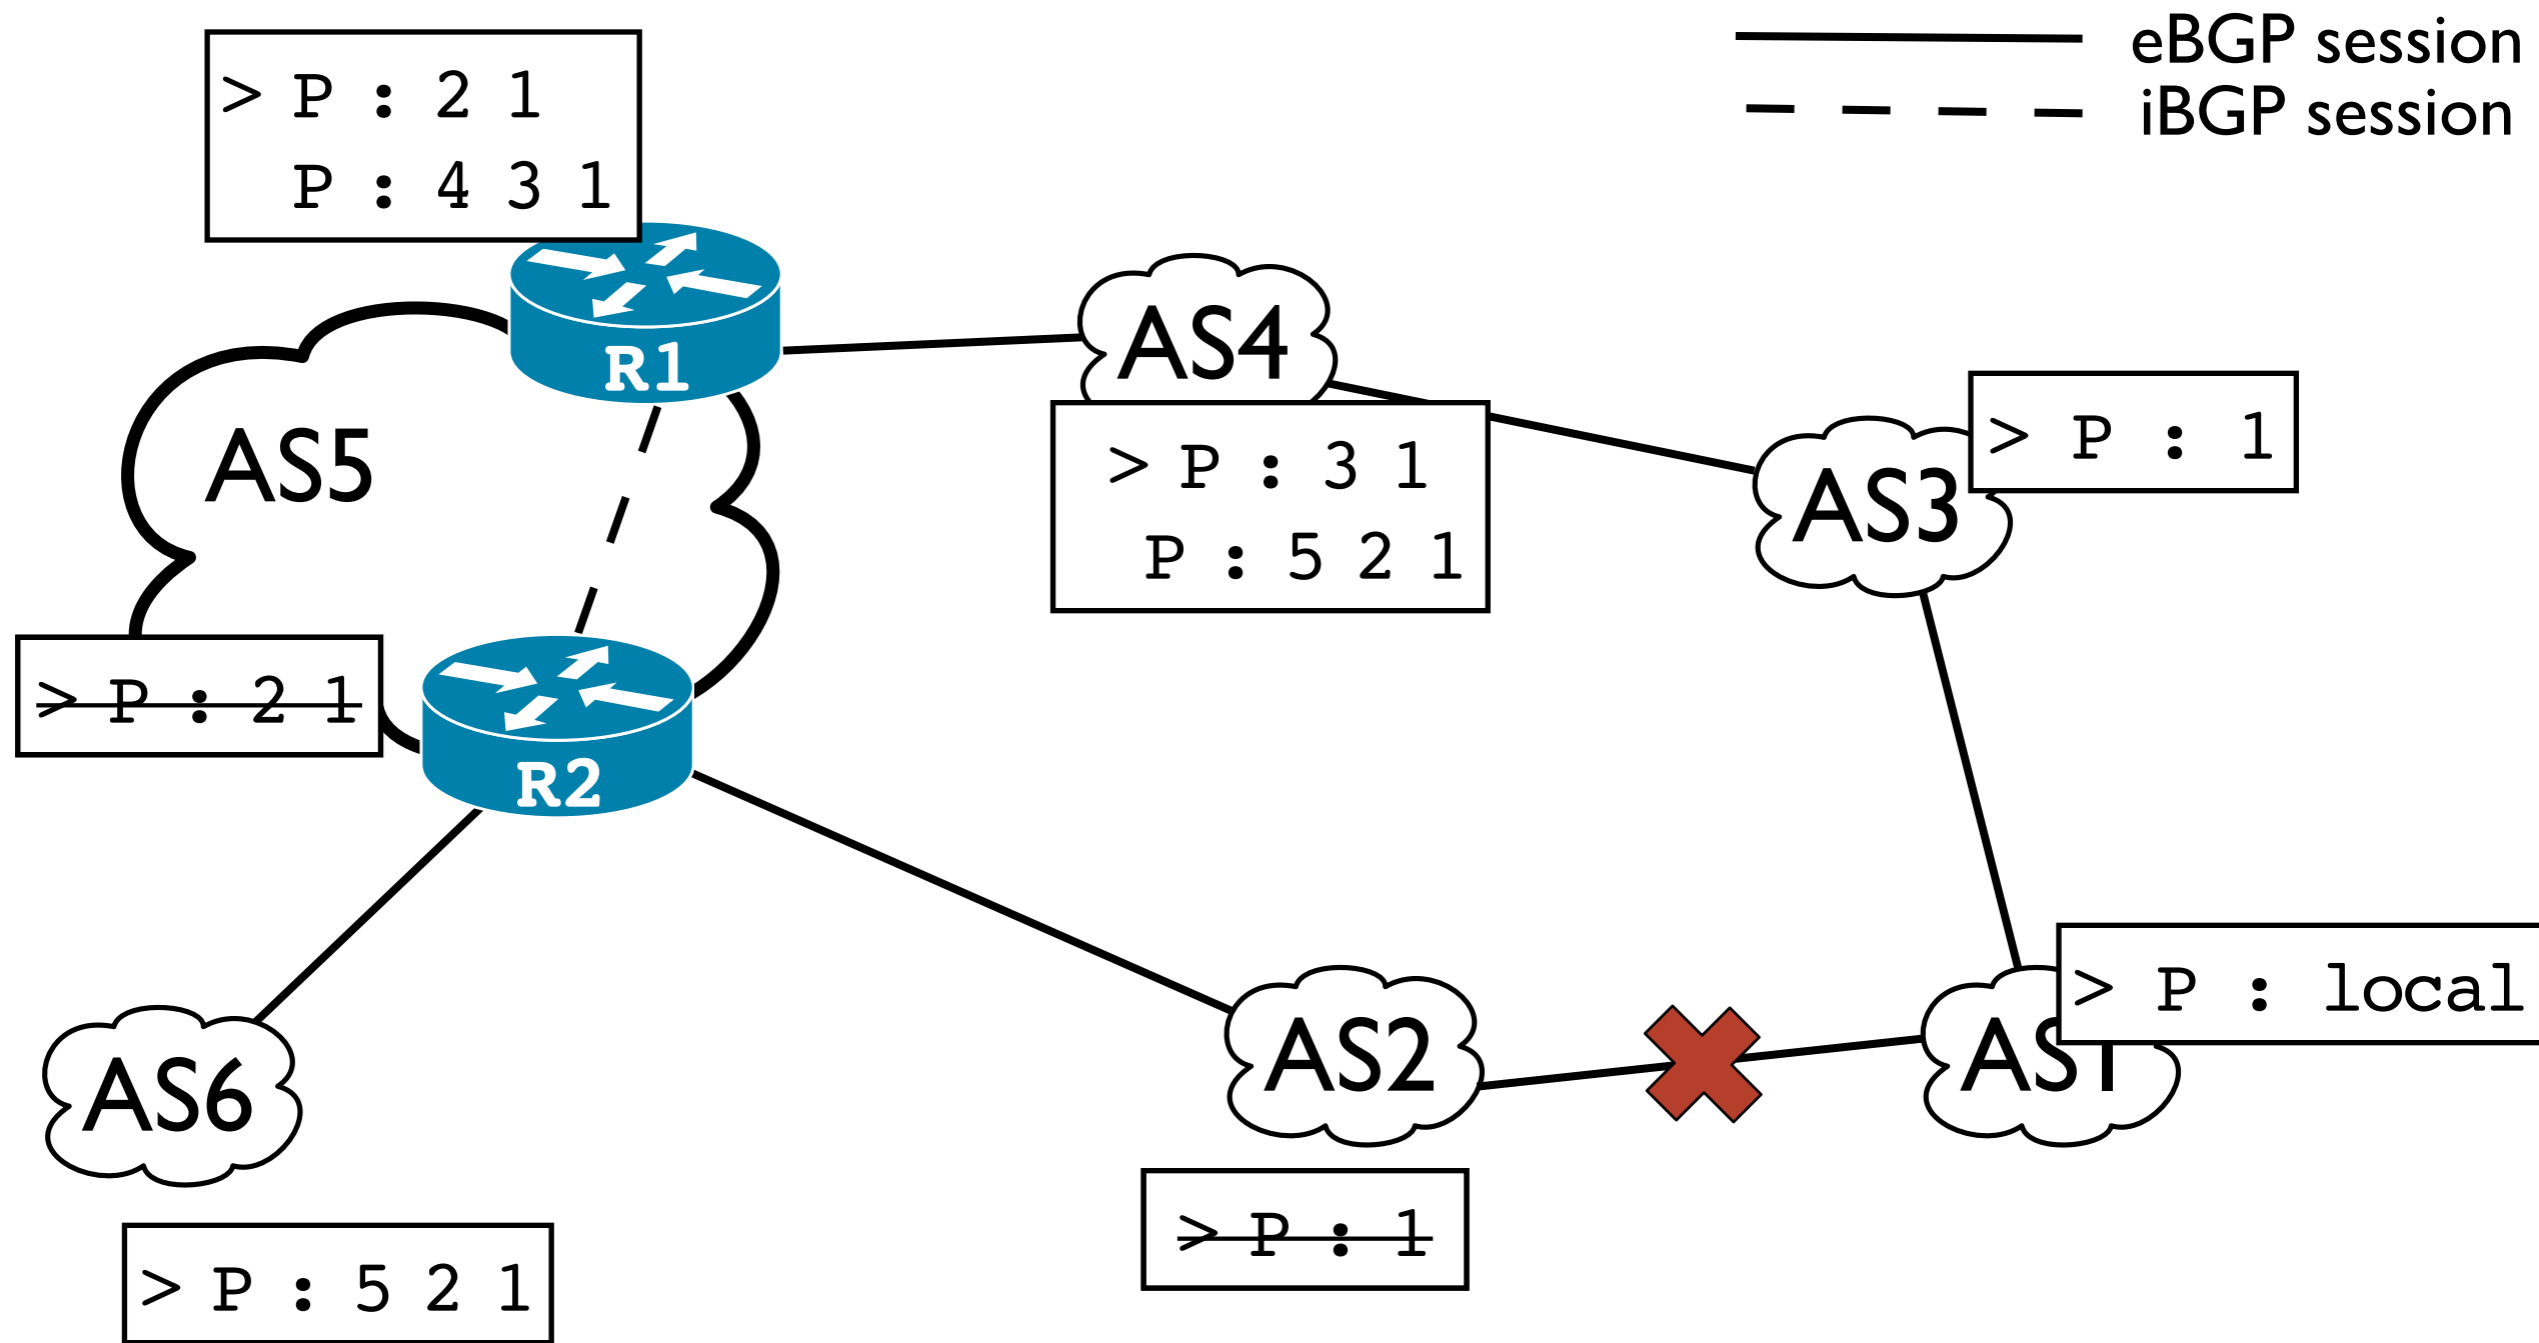 eBGP session
iBGP session
> P : 2 1
P : 4 3 1
R1
AS4
> P : 3 1
P : 5 2 1
> P : 1
AS3
AS5
> P : 2 1
R2
> P : local
AS1
AS2
> P : 1
AS6
> P : 5 2 1